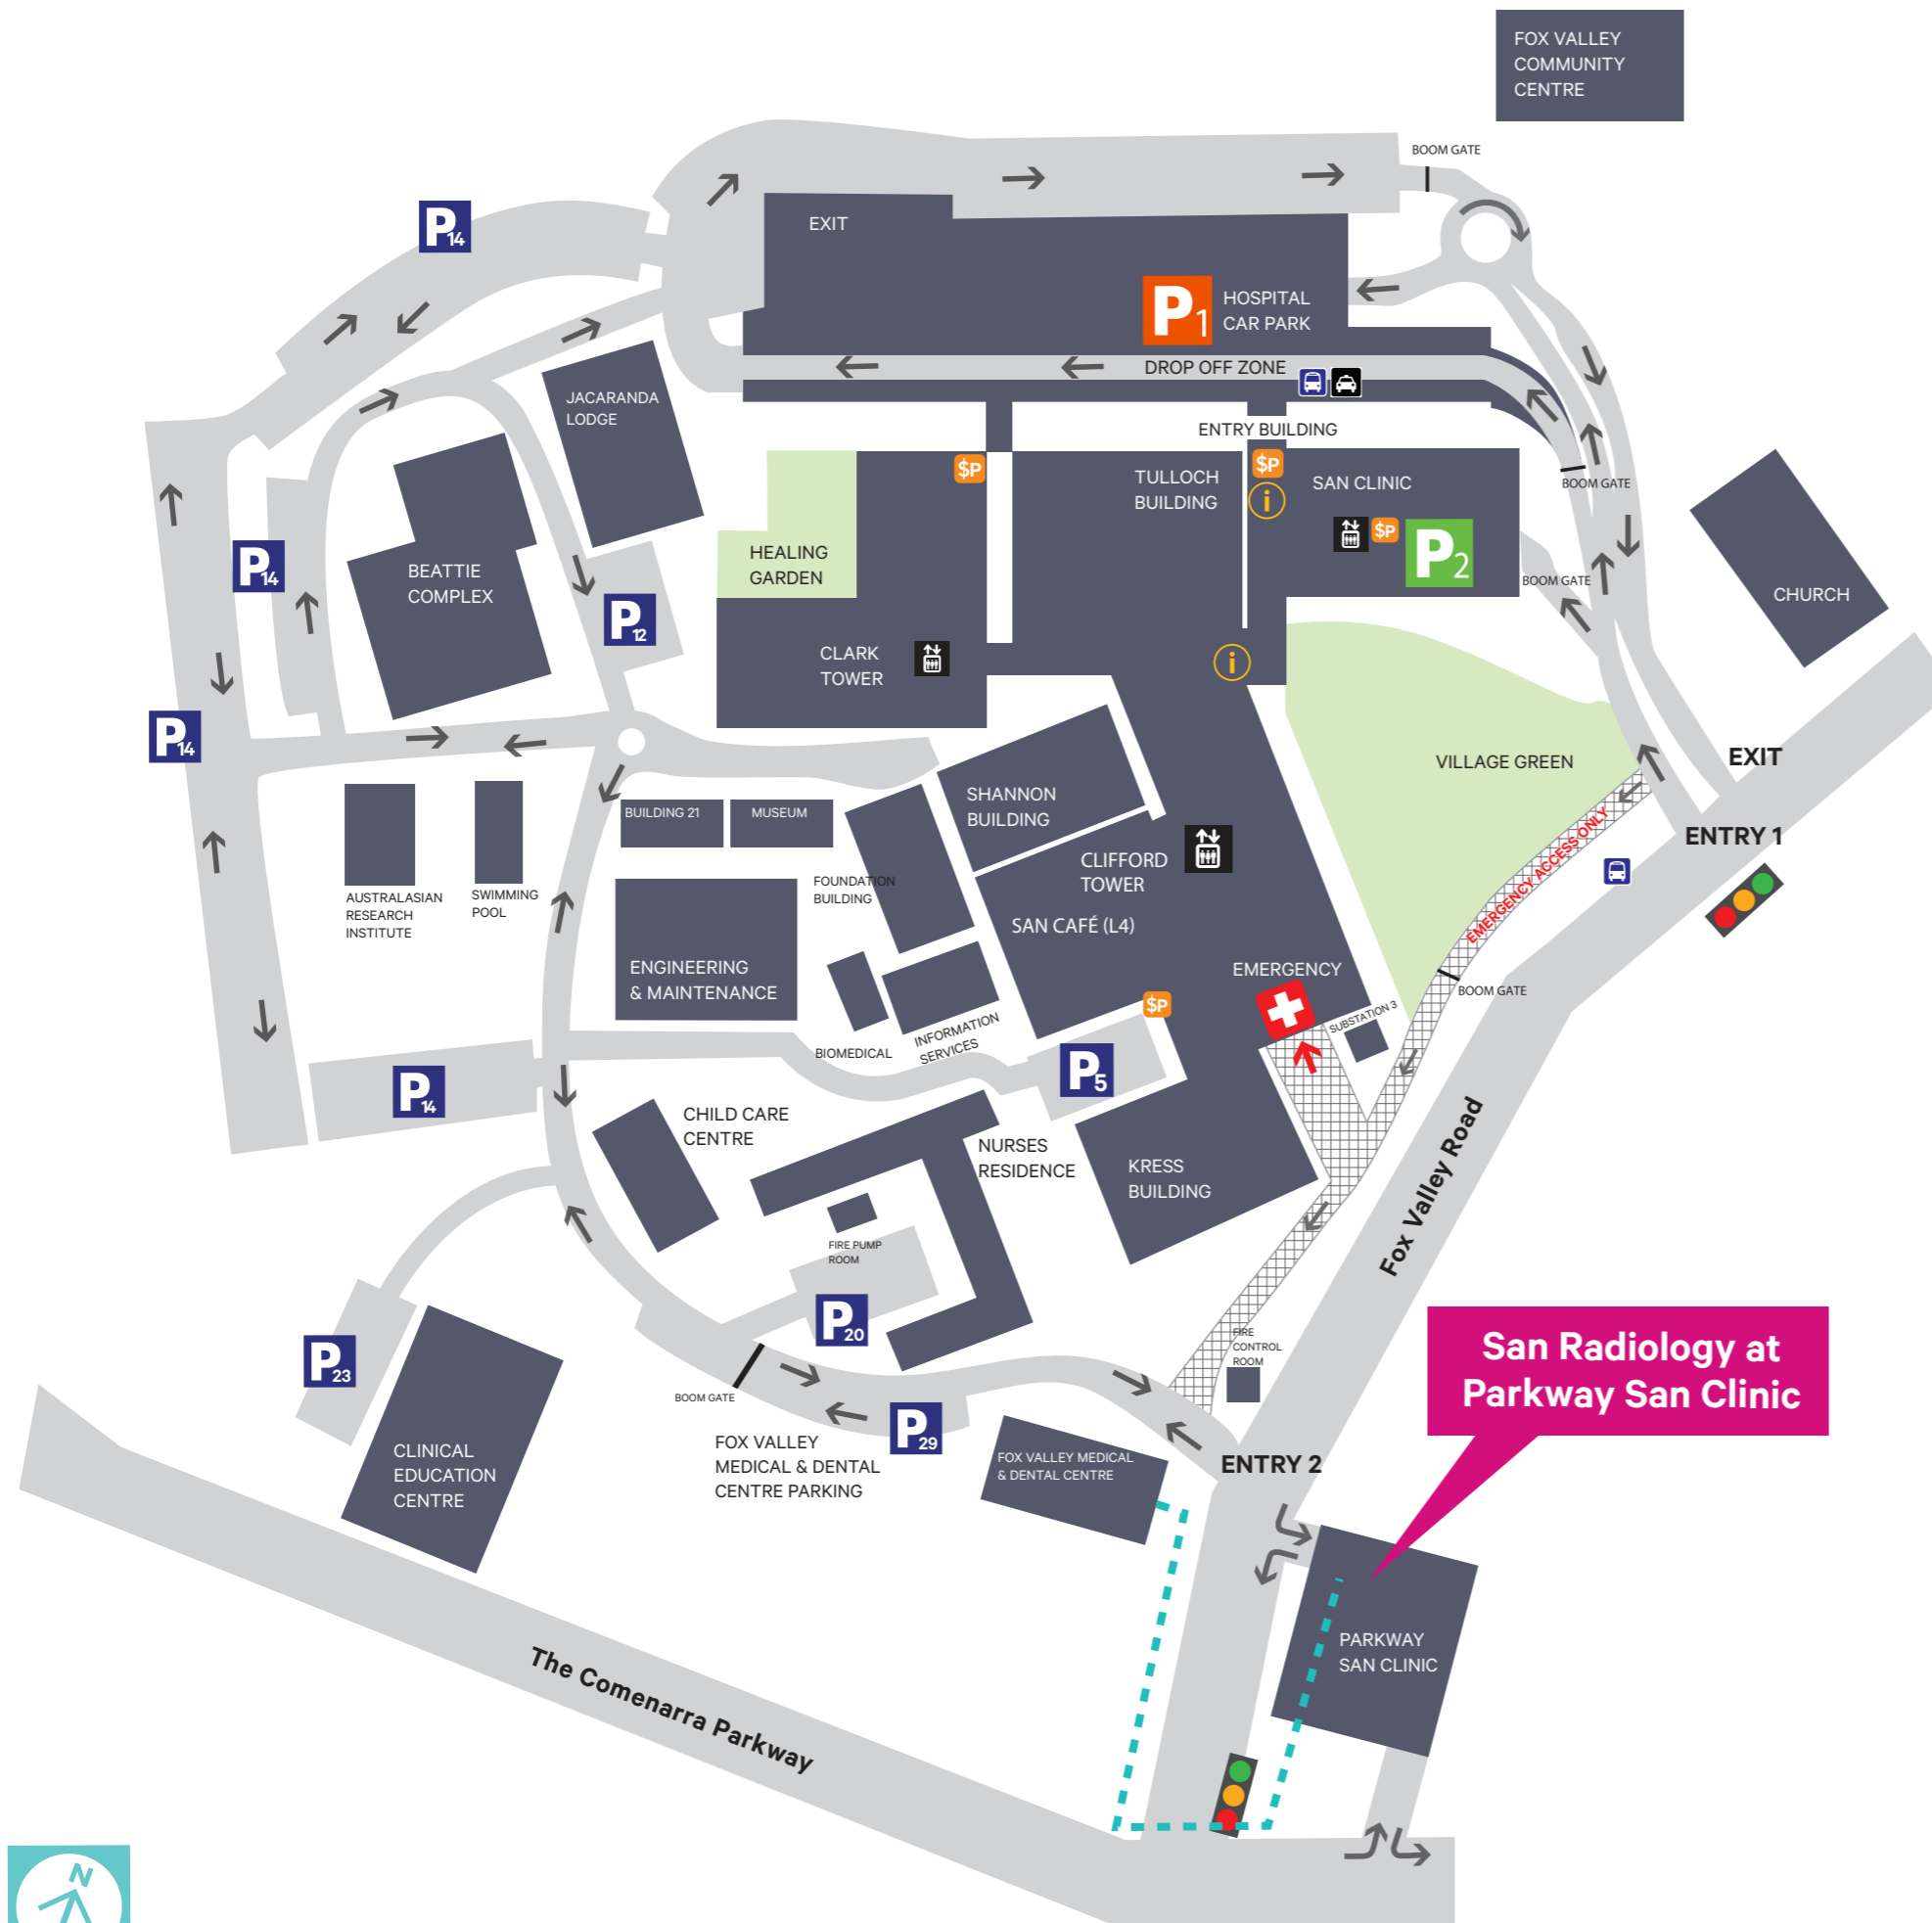 FOX VALLEY
COMMUNITY
CENTRE
BOOM GATE
EXIT
P14
P1
HOSPITAL
CAR PARK
DROP OFF ZONE
JACARANDA
LODGE
ENTRY BUILDING
$P
$P
i
TULLOCH
BUILDING
SAN CLINIC
BOOM GATE
$P
P2
HEALING
GARDEN
P14
BEATTIE
COMPLEX
BOOM GATE
CHURCH
P12
CLARK
TOWER
i
P14
VILLAGE GREEN
EXIT
ENTRY 1
SHANNON
BUILDING
BUILDING 21
MUSEUM
EMERGENCY ACCESS ONLY
CLIFFORD
TOWER
FOUNDATION
BUILDING
AUSTRALASIAN
RESEARCH
INSTITUTE
SWIMMING
POOL
SAN CAFÉ (L4)
ENGINEERING
& MAINTENANCE
EMERGENCY
BOOM GATE
$P
SUBSTATION 3
INFORMATION
SERVICES
BIOMEDICAL
P5
P14
CHILD CARE
CENTRE
NURSES
RESIDENCE
KRESS
BUILDING
Fox Valley Road
FIRE PUMP
ROOM
P20
P23
FIRE
CONTROL
ROOM
San Radiology at
Parkway San Clinic
BOOM GATE
P29
FOX VALLEY
MEDICAL & DENTAL
CENTRE PARKING
FOX VALLEY MEDICAL
& DENTAL CENTRE
ENTRY 2
CLINICAL
EDUCATION
CENTRE
PARKWAY
SAN CLINIC
The Comenarra Parkway
N